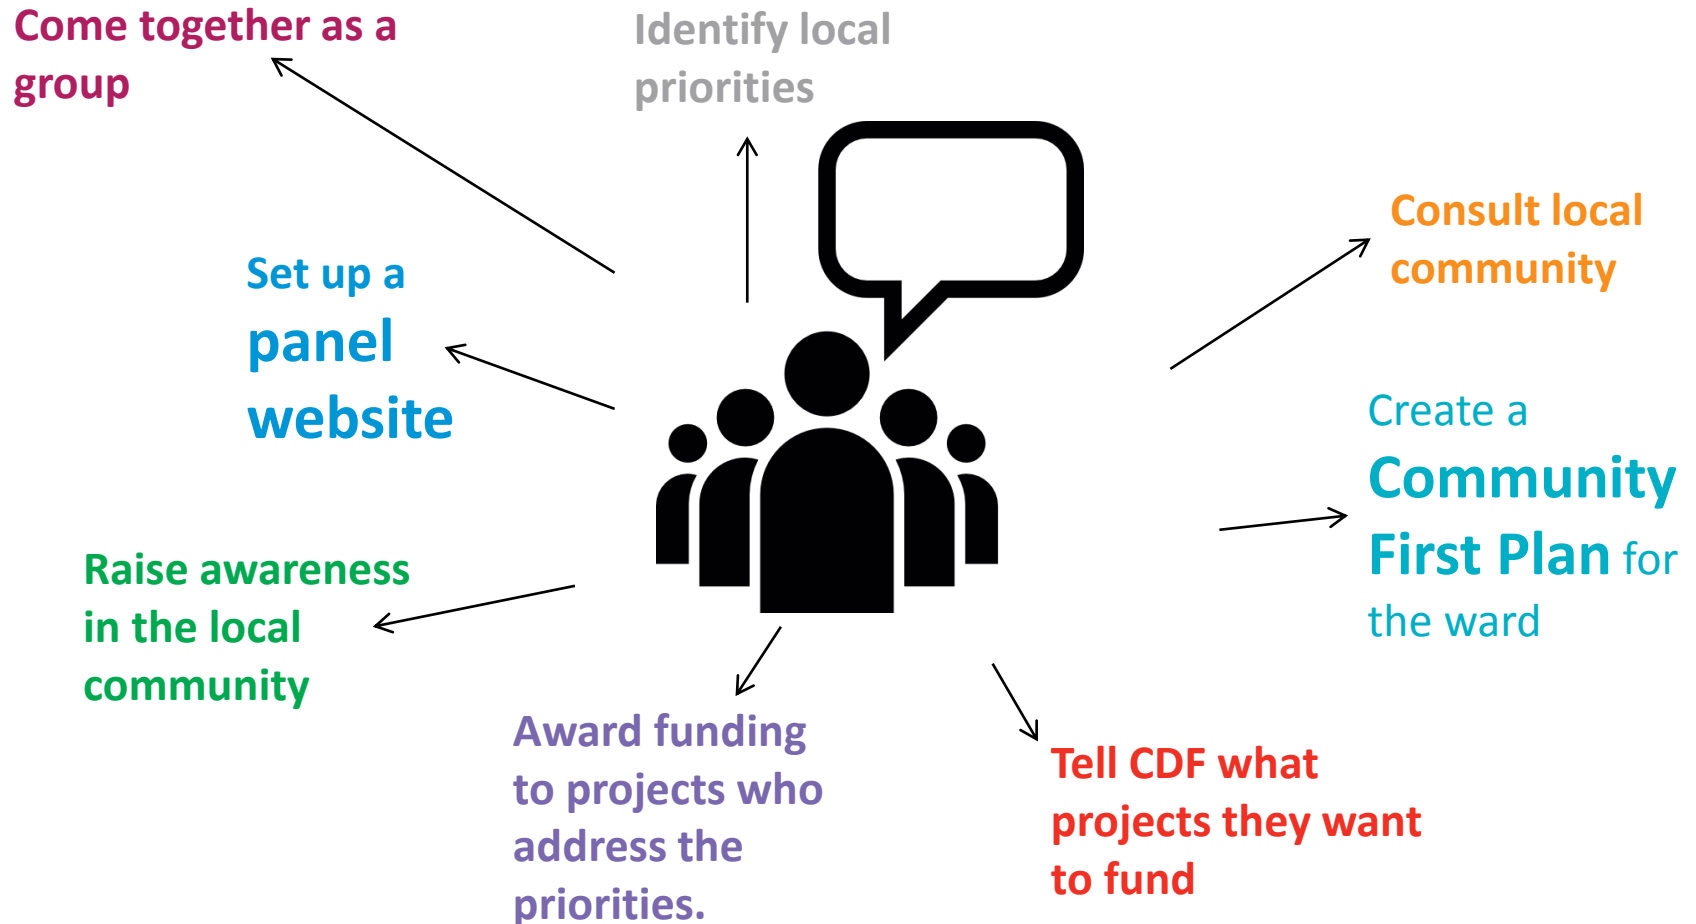 Come together as a
group
Identify local
priorities
Consult local
community
Set up a
panel
website
Create a
Community
First Plan for
the ward
Raise awareness
in the local
community
Award funding
to projects who
address the
priorities.
Tell CDF what
projects they want
to fund